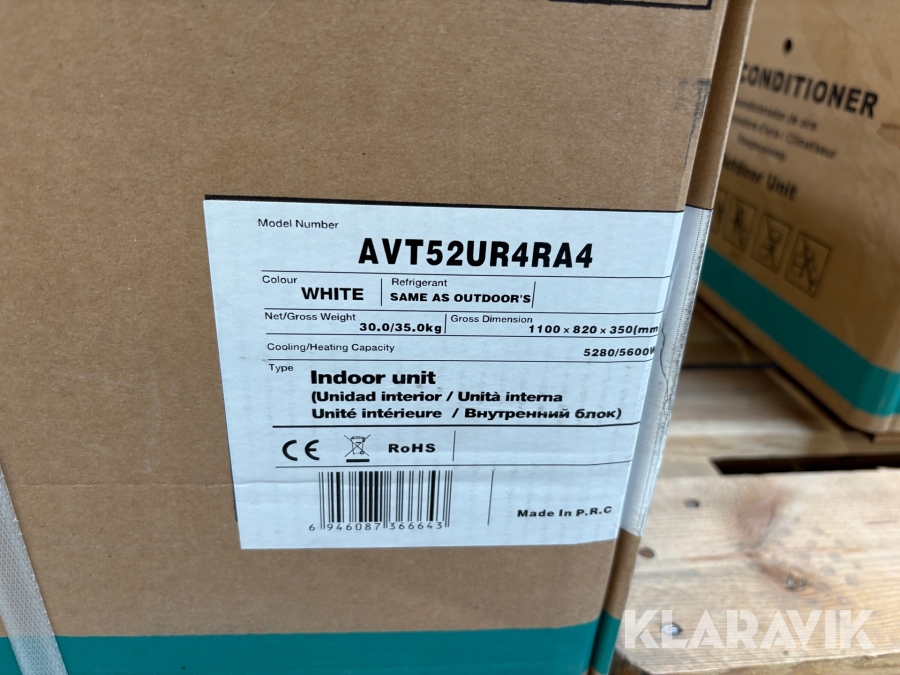 Model Number
AVT52UR4RA4
Colour WHITE
Refrigerant SAME AS OUTDOOR'S
Net/Gross Weight 30.0/35.0kg
Gross Dimension 1100 × 820 × 350(mm
Cooling/Heating Capacity 5280/5600W
Type Indoor unit
(Unidad interior / Unità interna
Unité intérieure / Внутренний блок)
CE RoHS
6 946087 366643
Made In P.R.C
CONDITIONER
Unit
KLARAVIK